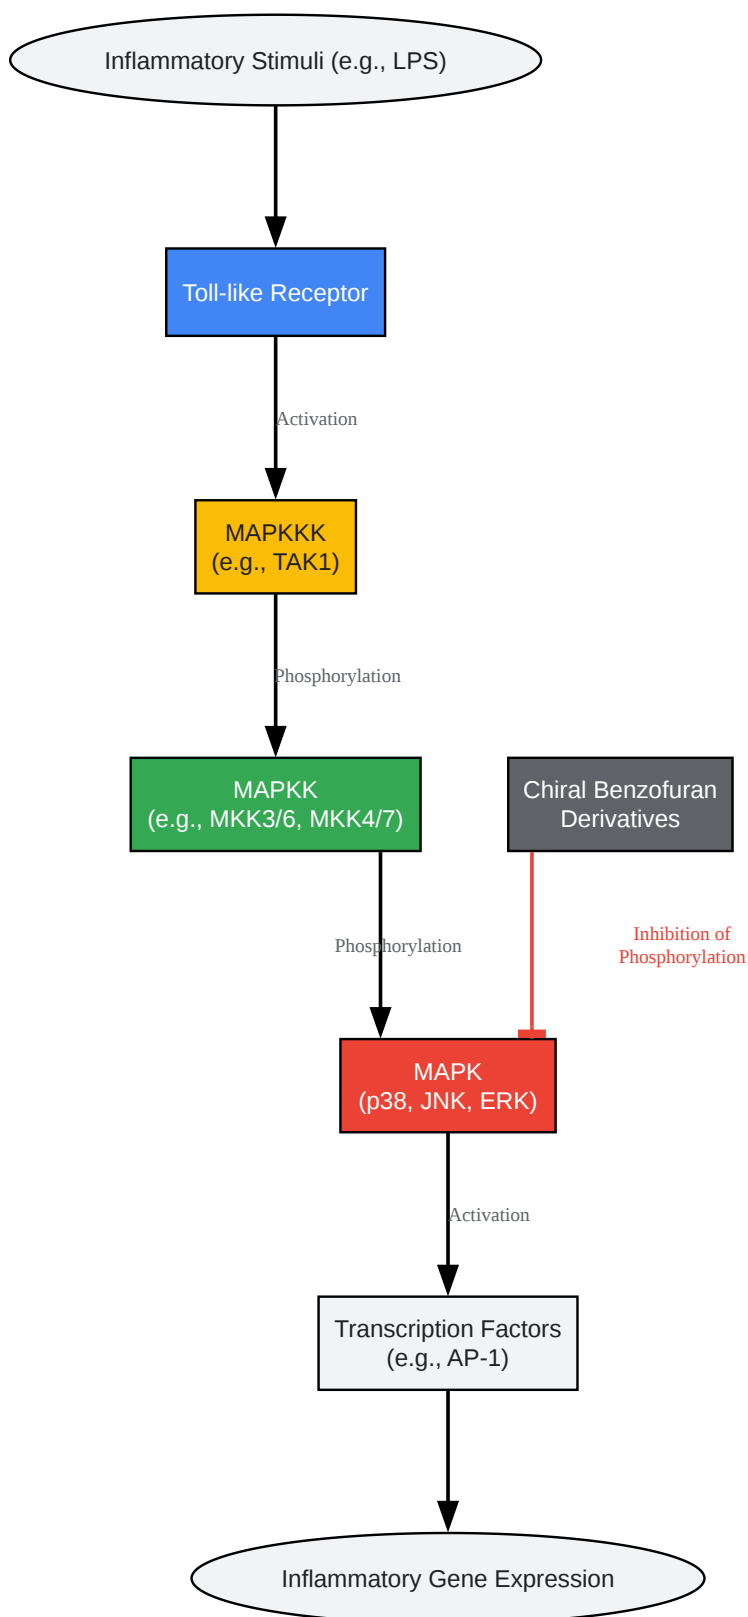 Inflammatory Stimuli (e.g., LPS)
Toll-like Receptor
Activation
MAPKKK
(e.g., TAK1)
Phosphorylation
MAPKK
(e.g., MKK3/6, MKK4/7)
Chiral Benzofuran
Derivatives
Phosphorylation
Inhibition of
Phosphorylation
MAPK
(p38, JNK, ERK)
Activation
Transcription Factors
(e.g., AP-1)
Inflammatory Gene Expression